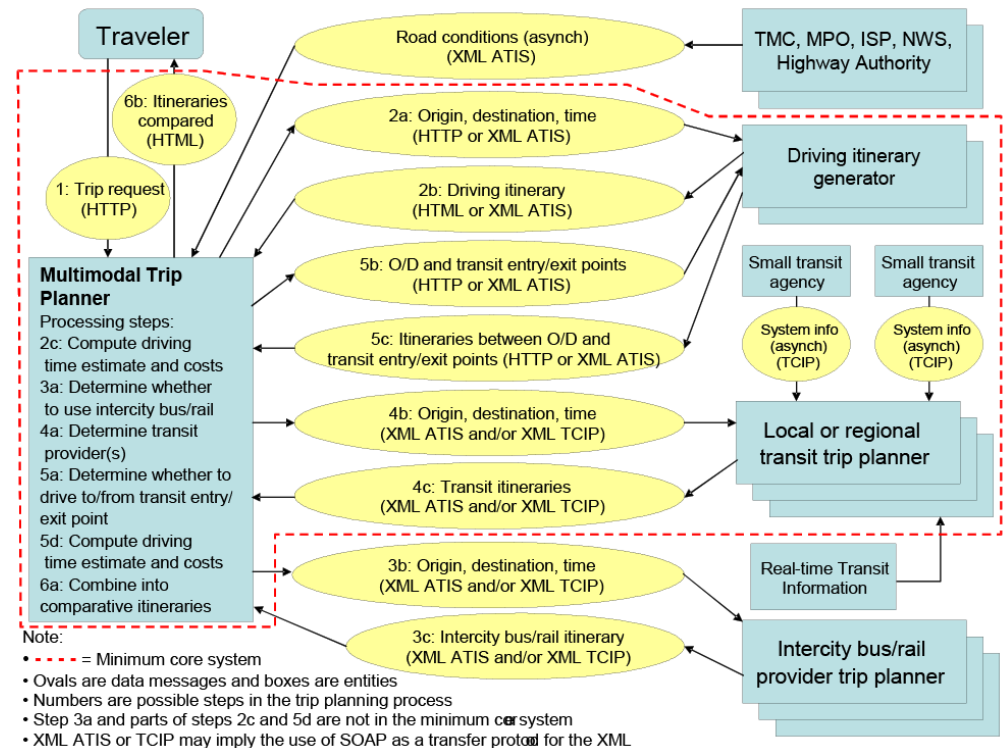 Traveler
Road conditions (asynch)
(XML ATIS)
TMC, MPO, ISP, NWS,
Highway Authority
6b: Itineraries
compared
(HTML)
1: Trip request
(HTTP)
2a: Origin, destination, time
(HTTP or XML ATIS)
Driving itinerary
generator
2b: Driving itinerary
(HTML or XML ATIS)
5b: O/D and transit entry/exit points
(HTTP or XML ATIS)
5c: Itineraries between O/D and
transit entry/exit points (HTTP or XML ATIS)
Small transit
agency
Small transit
agency
System info
(asynch)
(TCIP)
System info
(asynch)
(TCIP)
Multimodal Trip
Planner
Processing steps:
2c: Compute driving
time estimate and costs
3a: Determine whether
to use intercity bus/rail
4a: Determine transit
provider(s)
5a: Determine whether to
drive to/from transit entry/
exit point
5d: Compute driving
time estimate and costs
6a: Combine into
comparative itineraries
4b: Origin, destination, time
(XML ATIS and/or XML TCIP)
Local or regional
transit trip planner
4c: Transit itineraries
(XML ATIS and/or XML TCIP)
Real-time Transit
Information
3b: Origin, destination, time
(XML ATIS and/or XML TCIP)
3c: Intercity bus/rail itinerary
(XML ATIS and/or XML TCIP)
Intercity bus/rail
provider trip planner
Note:
• - - - - = Minimum core system
• Ovals are data messages and boxes are entities
• Numbers are possible steps in the trip planning process
• Step 3a and parts of steps 2c and 5d are not in the minimum system
• XML ATIS or TCIP may imply the use of SOAP as a transfer for the XML